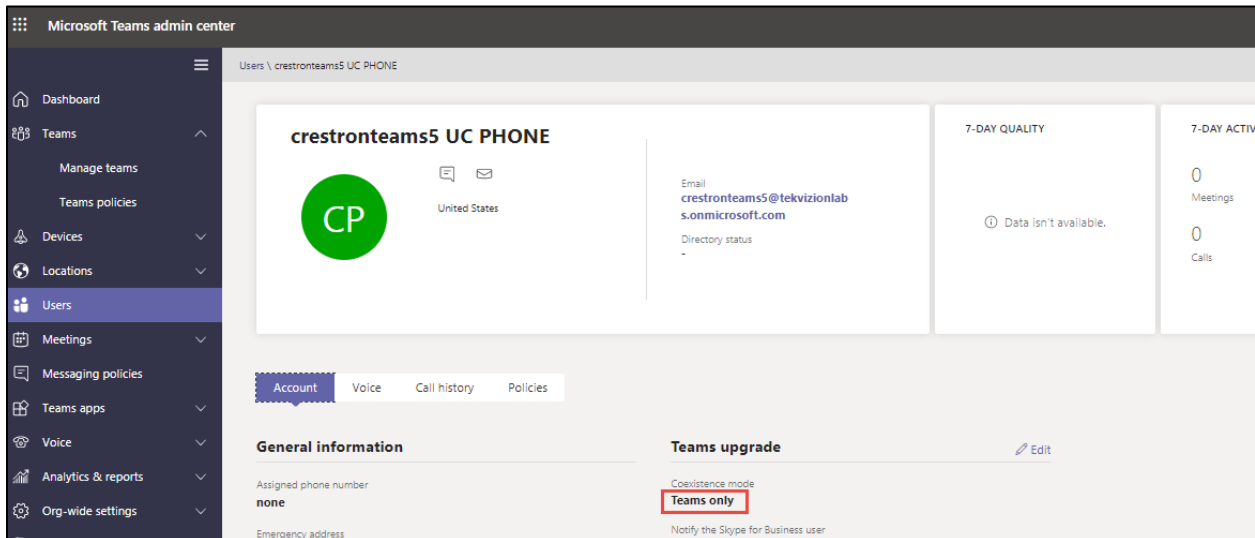 Microsoft Teams admin center
Users \ crestronteams5 UC PHONE
Dashboard
Teams
Manage teams
Teams policies
Devices
Locations
Users
Meetings
Messaging policies
Teams apps
Voice
Analytics & reports
Org-wide settings
crestronteams5 UC PHONE
CP
United States
Email
crestronteams5@tekvizionlab
s.onmicrosoft.com
Directory status
-
7-DAY QUALITY
Data isn't available.
7-DAY ACTIV
0
Meetings
0
Calls
Account Voice Call history Policies
General information
Assigned phone number
none
Emergency address
Teams upgrade
Edit
Coexistence mode
Teams only
Notify the Skype for Business user